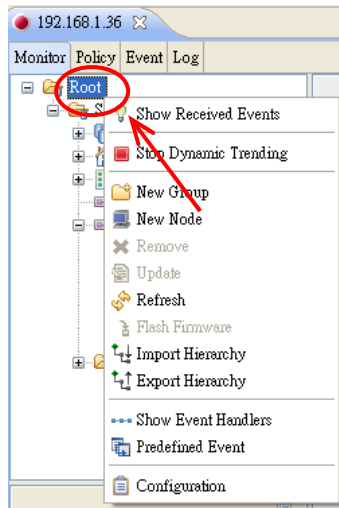 192.168.1.36
Monitor Policy Event Log
Root
S
Show Received Events
Stop Dynamic Trending
New Group
New Node
Remove
Update
Refresh
Flash Firmware
Import Hierarchy
Export Hierarchy
Show Event Handlers
Predefined Event
Configuration